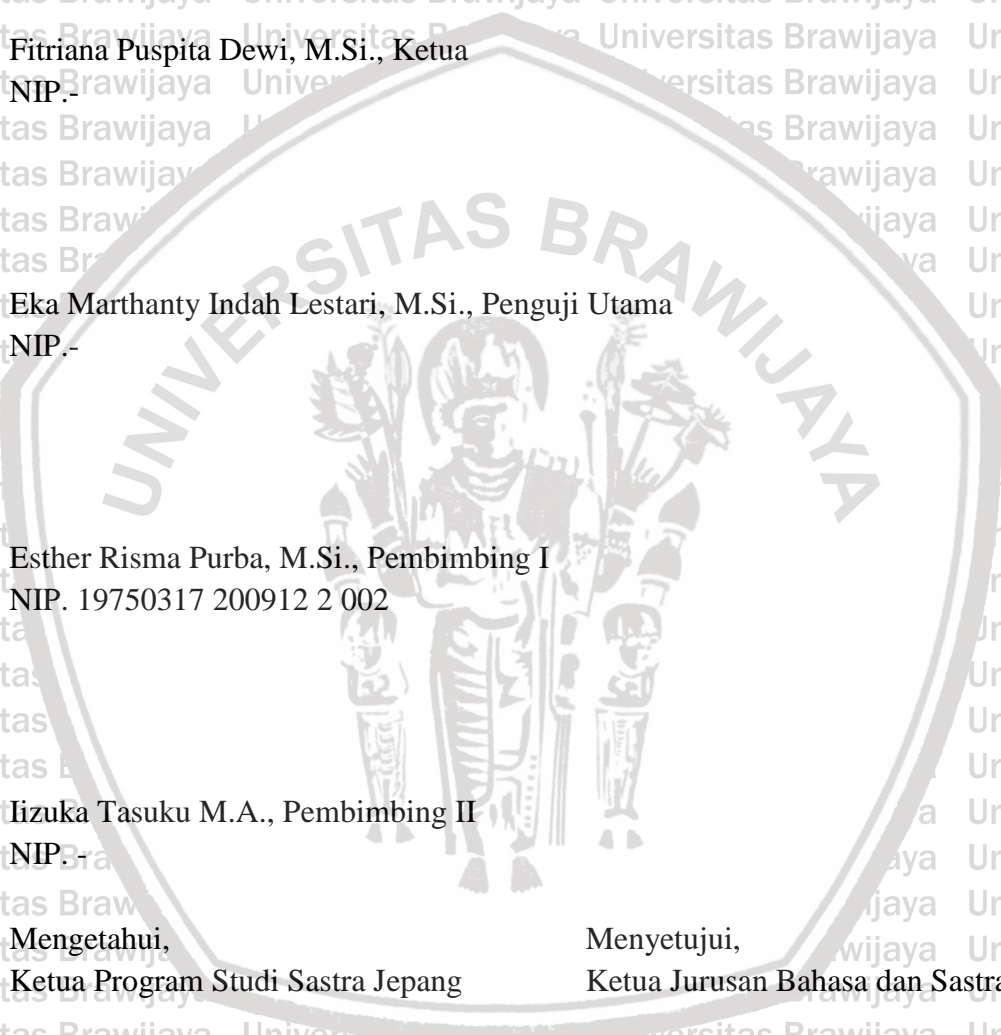 Fitriana Puspita Dewi, M.Si., Ketua
NIP.-
UNIVERSITAS BRAWIJAYA
Eka Marthanty Indah Lestari, M.Si., Penguji Utama
NIP.-
Esther Risma Purba, M.Si., Pembimbing I
NIP. 19750317 200912 2 002
Iizuka Tasuku M.A., Pembimbing II
NIP. -
Mengetahui, Menyetujui,
Ketua Program Studi Sastra Jepang Ketua Jurusan Bahasa dan Sastra